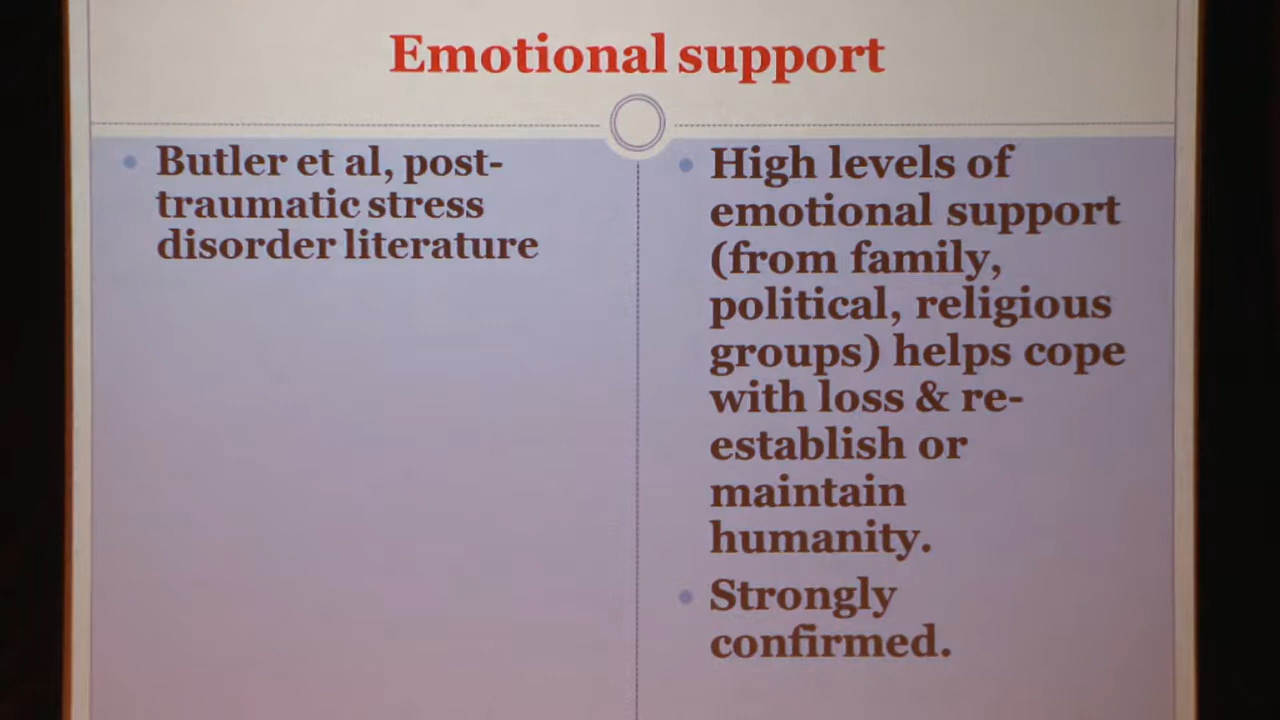 Emotional support
Butler et al, post-
traumatic stress
disorder literature
High levels of
emotional support
(from family,
political, religious
groups) helps cope
with loss & re-
establish or
maintain
humanity.
Strongly
confirmed.